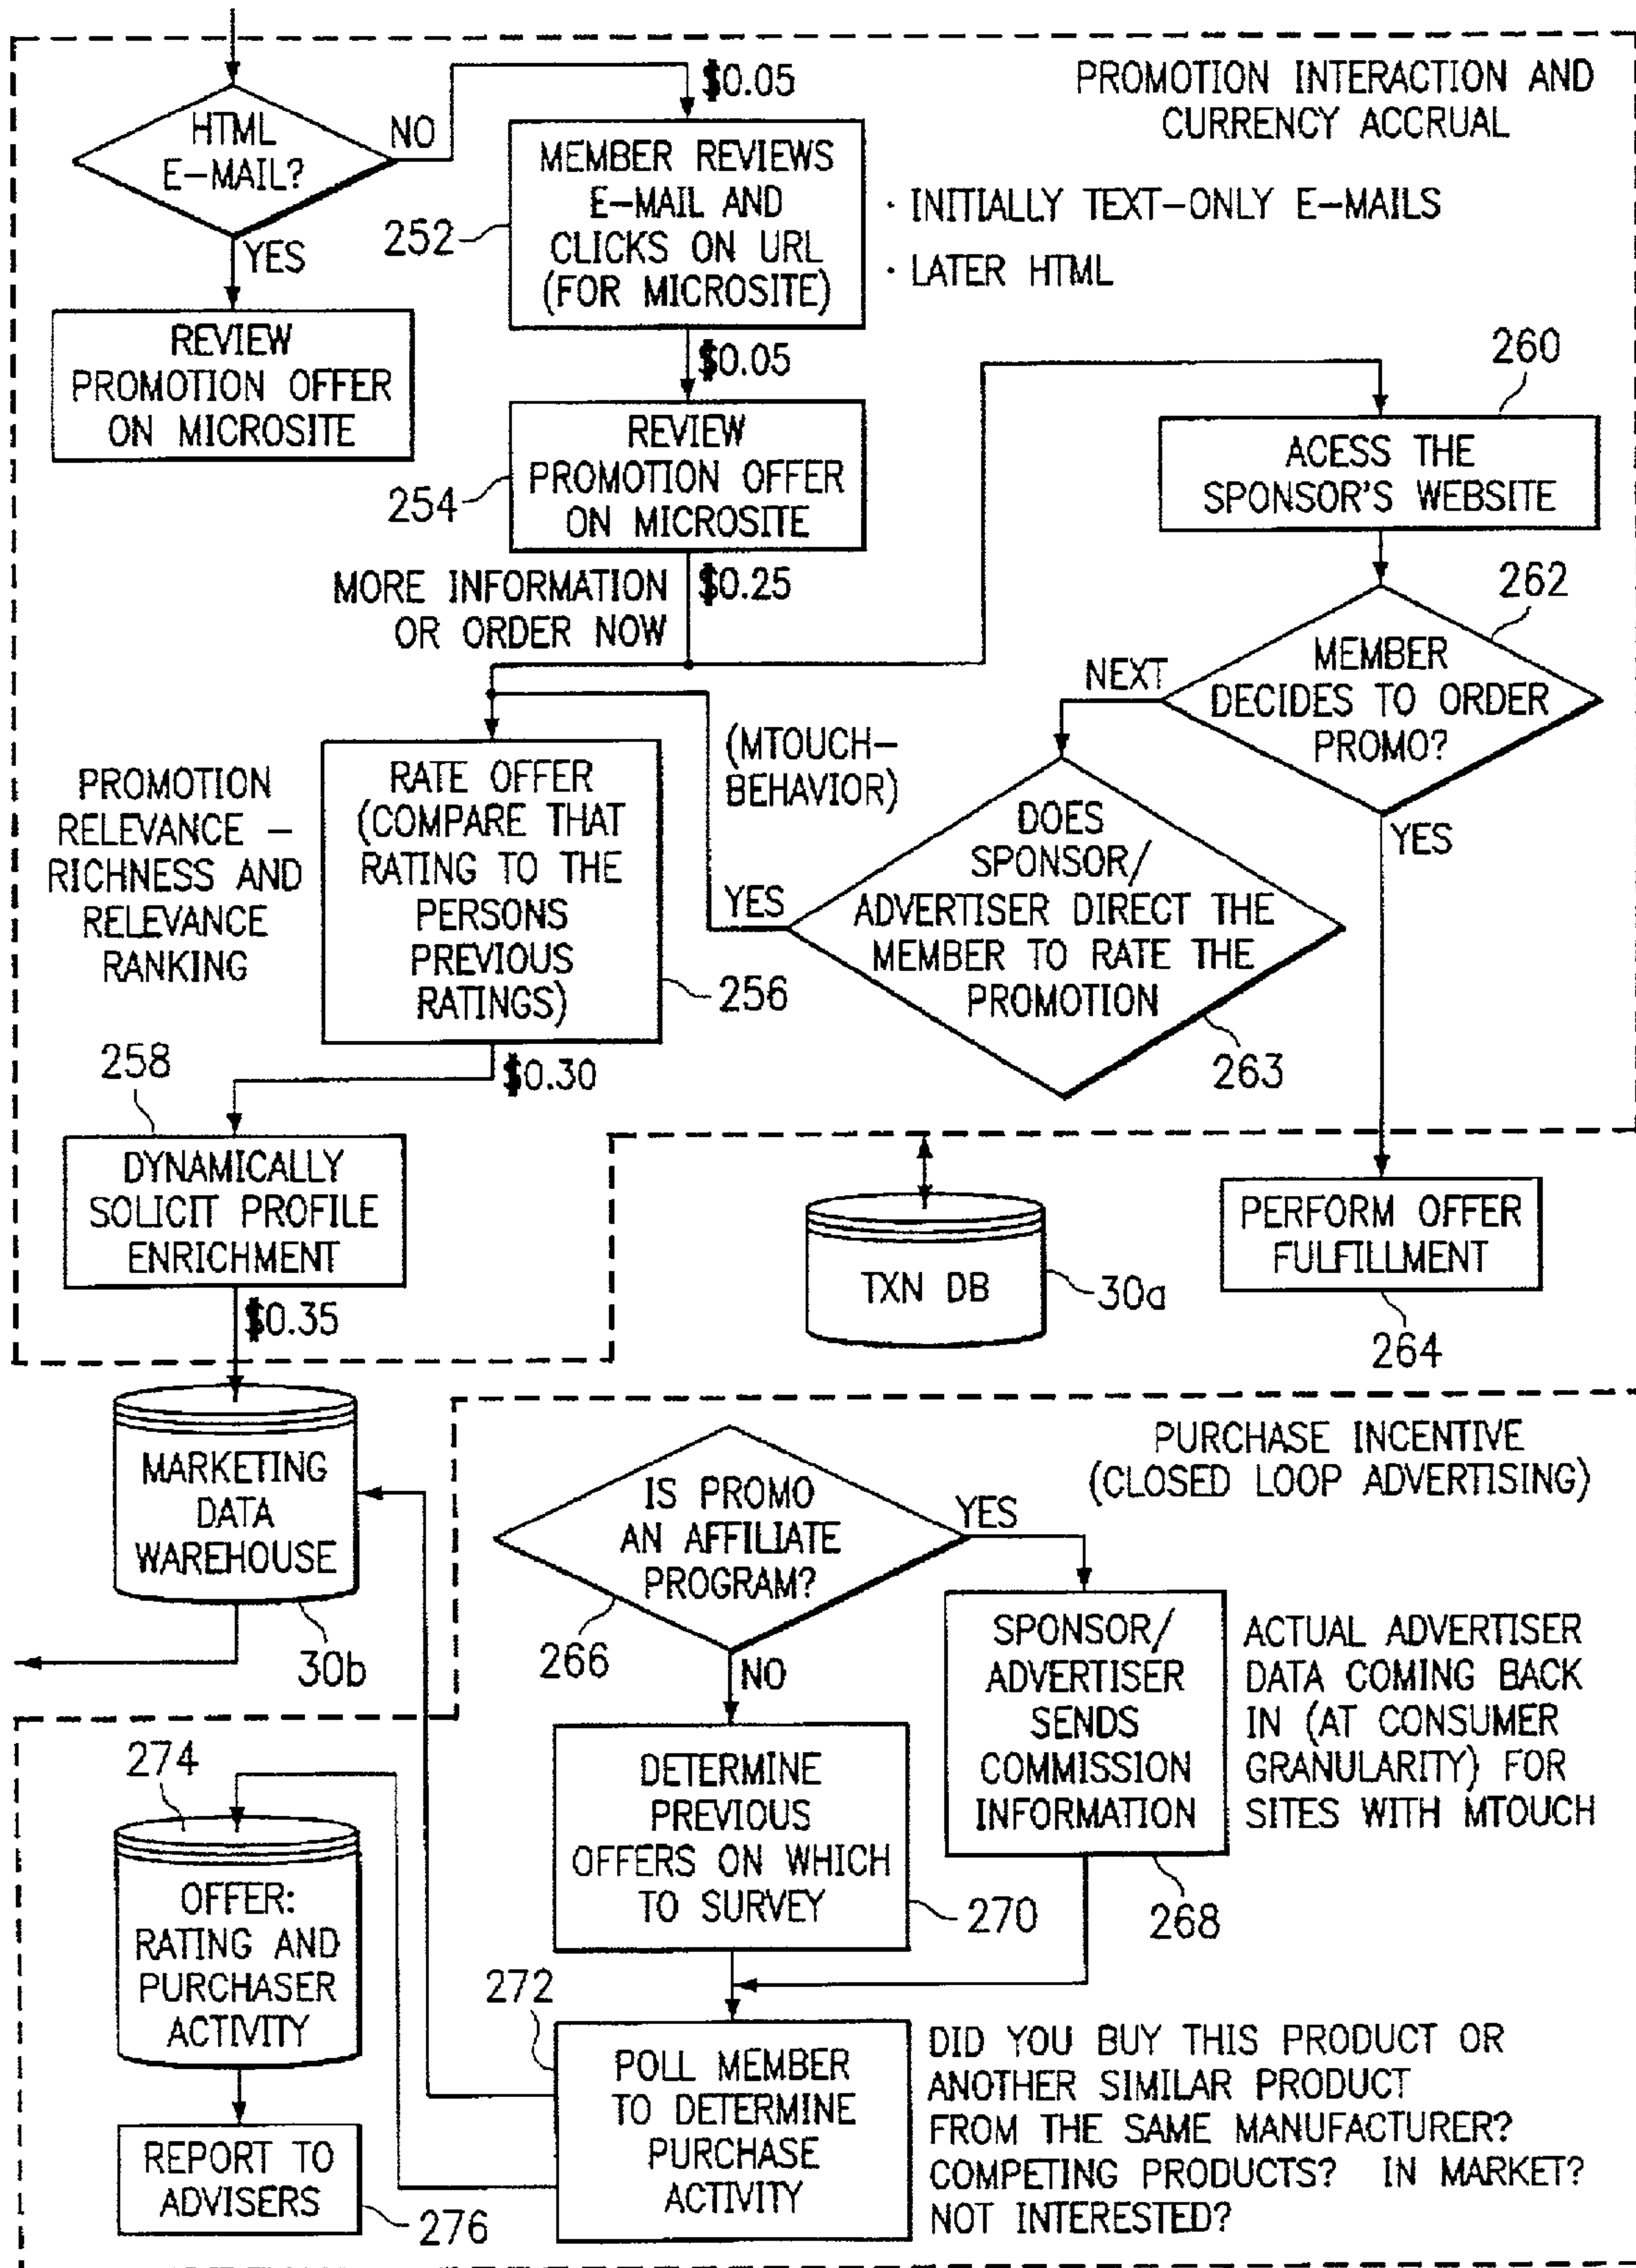 HTML
E-MAIL?
NO
YES
REVIEW
PROMOTION OFFER
ON MICROSITE
$0.05
MEMBER REVIEWS
E-MAIL AND
CLICKS ON URL
(FOR MICROSITE)
252
PROMOTION INTERACTION AND
CURRENCY ACCRUAL
· INITIALLY TEXT-ONLY E-MAILS
· LATER HTML
$0.05
REVIEW
PROMOTION OFFER
ON MICROSITE
254
MORE INFORMATION
OR ORDER NOW
$0.25
260
ACESS THE
SPONSOR'S WEBSITE
262
MEMBER
DECIDES TO ORDER
PROMO?
NEXT
YES
(MTOUCH-
BEHAVIOR)
DOES
SPONSOR/
ADVERTISER DIRECT THE
MEMBER TO RATE THE
PROMOTION
YES
263
PROMOTION
RELEVANCE -
RICHNESS AND
RELEVANCE
RANKING
RATE OFFER
(COMPARE THAT
RATING TO THE
PERSONS
PREVIOUS
RATINGS)
256
$0.30
258
DYNAMICALLY
SOLICIT PROFILE
ENRICHMENT
$0.35
TXN DB
30a
PERFORM OFFER
FULFILLMENT
264
MARKETING
DATA
WAREHOUSE
30b
PURCHASE INCENTIVE
(CLOSED LOOP ADVERTISING)
IS PROMO
AN AFFILIATE
PROGRAM?
YES
266
NO
SPONSOR/
ADVERTISER
SENDS
COMMISSION
INFORMATION
268
ACTUAL ADVERTISER
DATA COMING BACK
IN (AT CONSUMER
GRANULARITY) FOR
SITES WITH MTOUCH
DETERMINE
PREVIOUS
OFFERS ON WHICH
TO SURVEY
270
274
OFFER:
RATING AND
PURCHASER
ACTIVITY
REPORT TO
ADVISERS
276
272
POLL MEMBER
TO DETERMINE
PURCHASE
ACTIVITY
DID YOU BUY THIS PRODUCT OR
ANOTHER SIMILAR PRODUCT
FROM THE SAME MANUFACTURER?
COMPETING PRODUCTS? IN MARKET?
NOT INTERESTED?